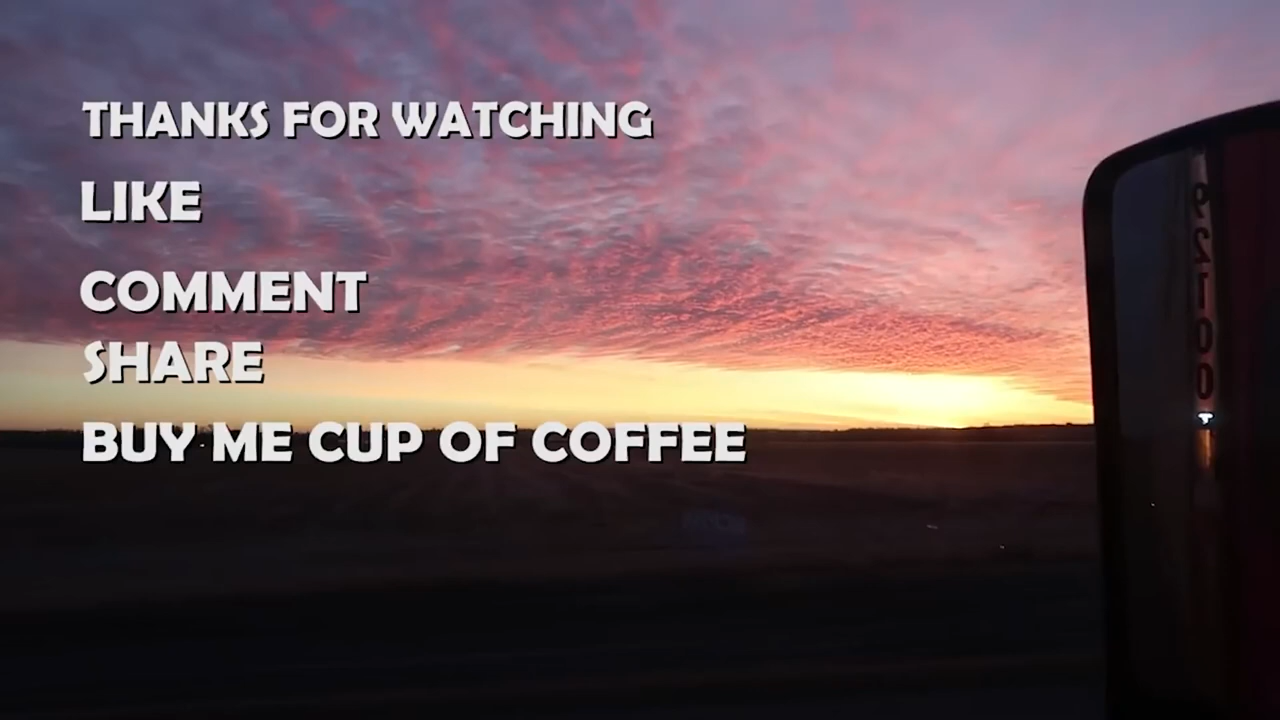 THANKS FOR WATCHING
LIKE
COMMENT
SHARE
BUY ME CUP OF COFFEE